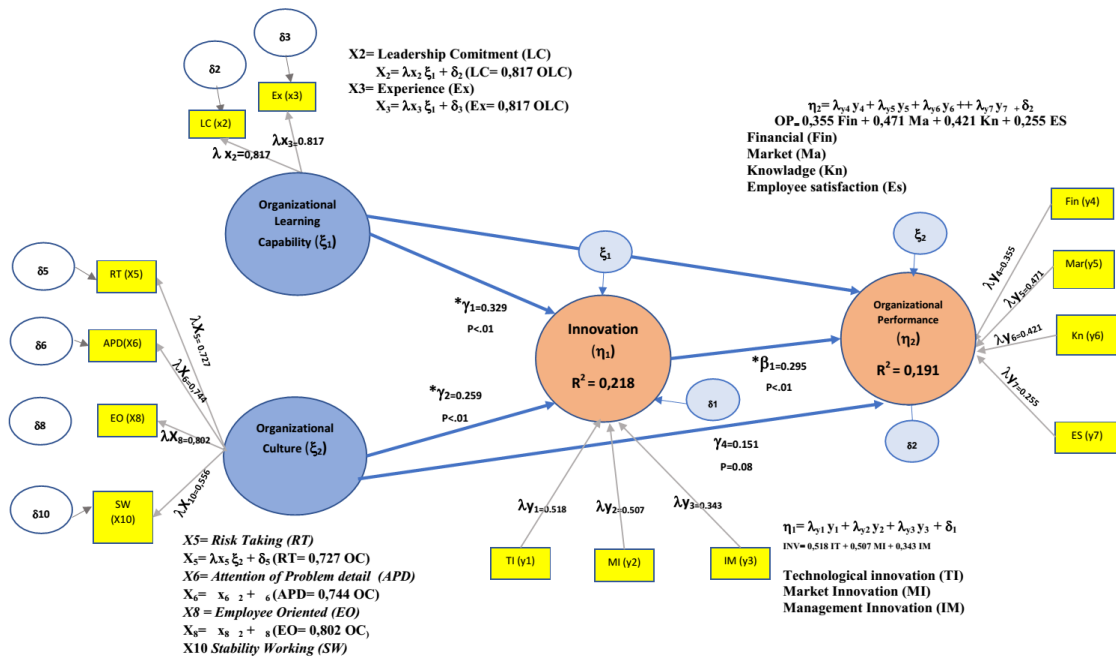 δ3
δ2
Ex (x3)
LC (x2)
λx3=0.817
λ x2=0,817
X2= Leadership Comitment (LC)
X2= λx2 ξ1 + δ2 (LC= 0,817 OLC)
X3= Experience (Ex)
X3= λx3 ξ1 + δ3 (Ex= 0,817 OLC)
η2= λy4 y4 + λy5 y5 + λy6 y6 ++ λy7 y7 + δ2
OP= 0,355 Fin + 0,471 Ma + 0,421 Kn + 0,255 ES
Financial (Fin)
Market (Ma)
Knowladge (Kn)
Employee satisfaction (Es)
Organizational
Learning
Capability (ξ1)
ξ1
ξ2
Fin (y4)
Mar(y5)
Kn (y6)
ES (y7)
λy4=0.355
λy5=0.471
λy6=0.421
λy7=0.255
δ5
RT (X5)
δ6
APD(X6)
δ8
EO (X8)
δ10
SW
(X10)
λX5= 0.727
λX6=0,744
λX8=0,802
λX10=0,556
Organizational
Culture (ξ2)
*γ1=0.329
P<.01
*γ2=0.259
P<.01
Innovation
(η1)
R2 = 0,218
Organizational
Performance
(η2)
R2 = 0,191
*β1=0.295
P<.01
δ1
δ2
γ4=0.151
P=0.08
λy1=0.518
λy2=0.507
λy3=0.343
TI (y1)
MI (y2)
IM (y3)
X5= Risk Taking (RT)
X5= λx5 ξ2 + δ5 (RT= 0,727 OC)
X6= Attention of Problem detail (APD)
X6= x6 2 + 6 (APD= 0,744 OC)
X8 = Employee Oriented (EO)
X8= x8 2 + 8 (EO= 0,802 OC)
X10 Stability Working (SW)
η1= λy1 y1 + λy2 y2 + λy3 y3 + δ1
INV= 0,518 IT + 0,507 MI + 0,343 IM
Technological innovation (TI)
Market Innovation (MI)
Management Innovation (IM)